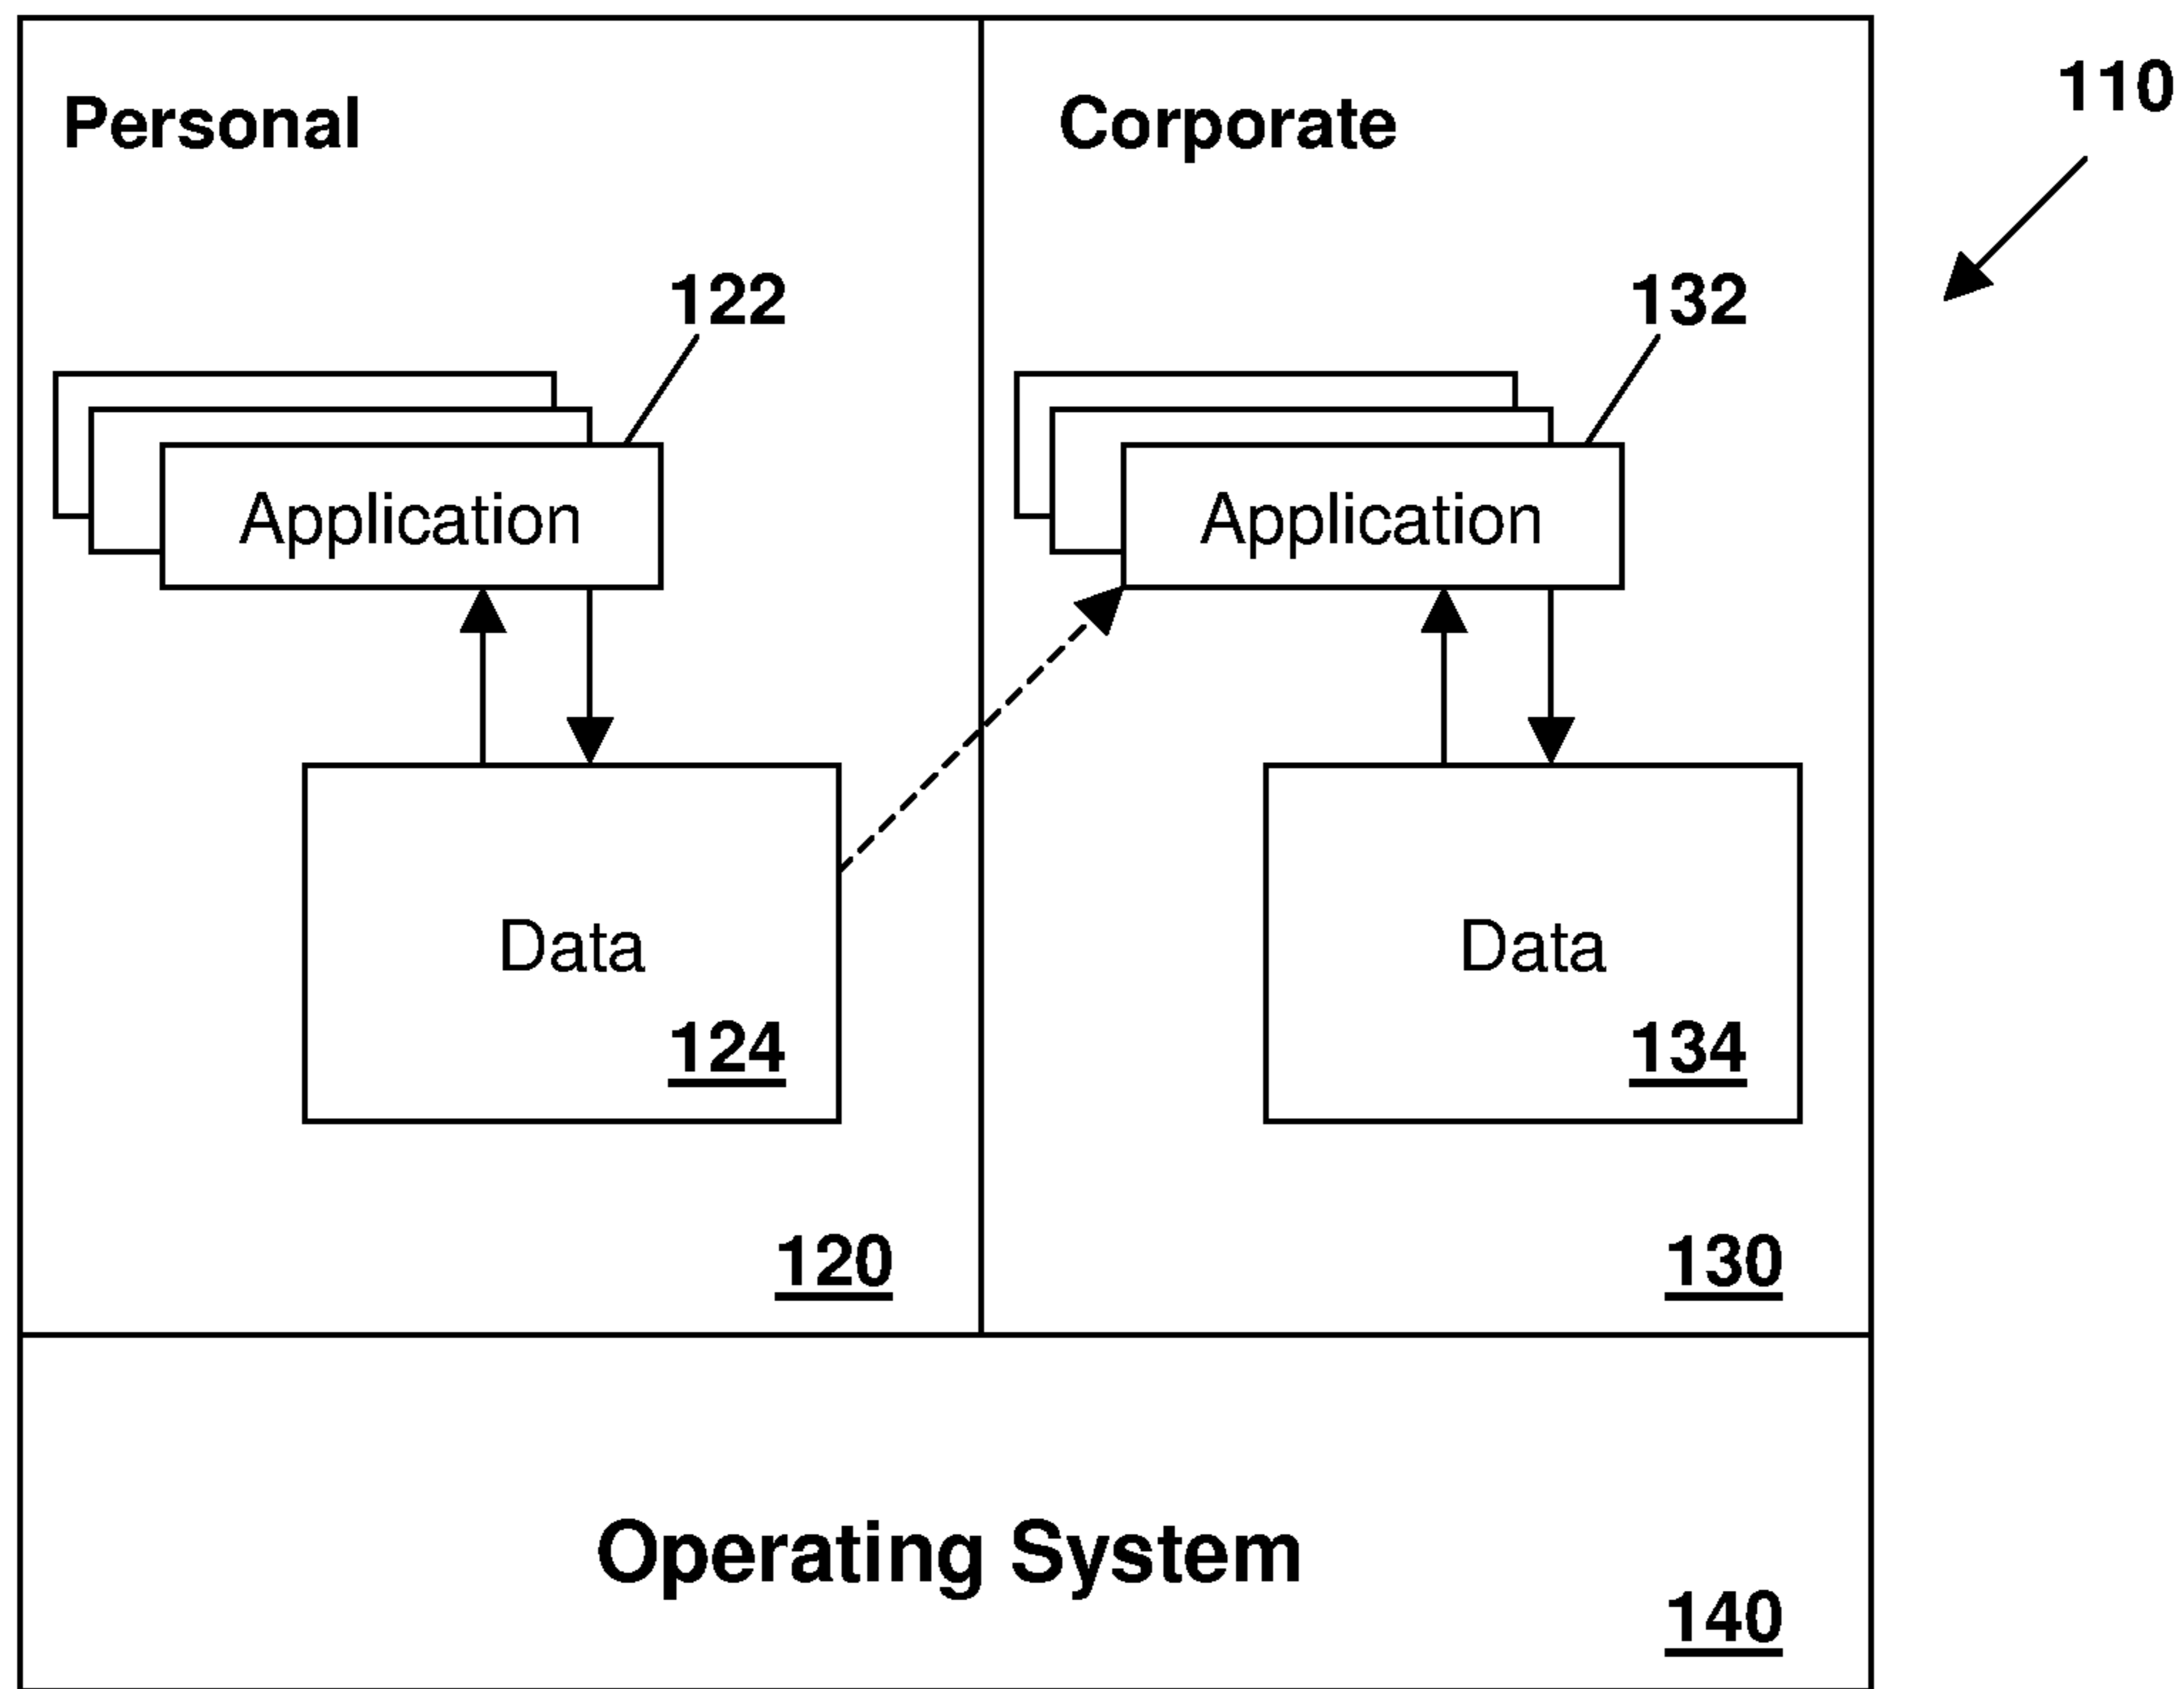 Personal
Corporate
110
122
132
Application
Application
Data
124
Data
134
120
130
Operating System
140